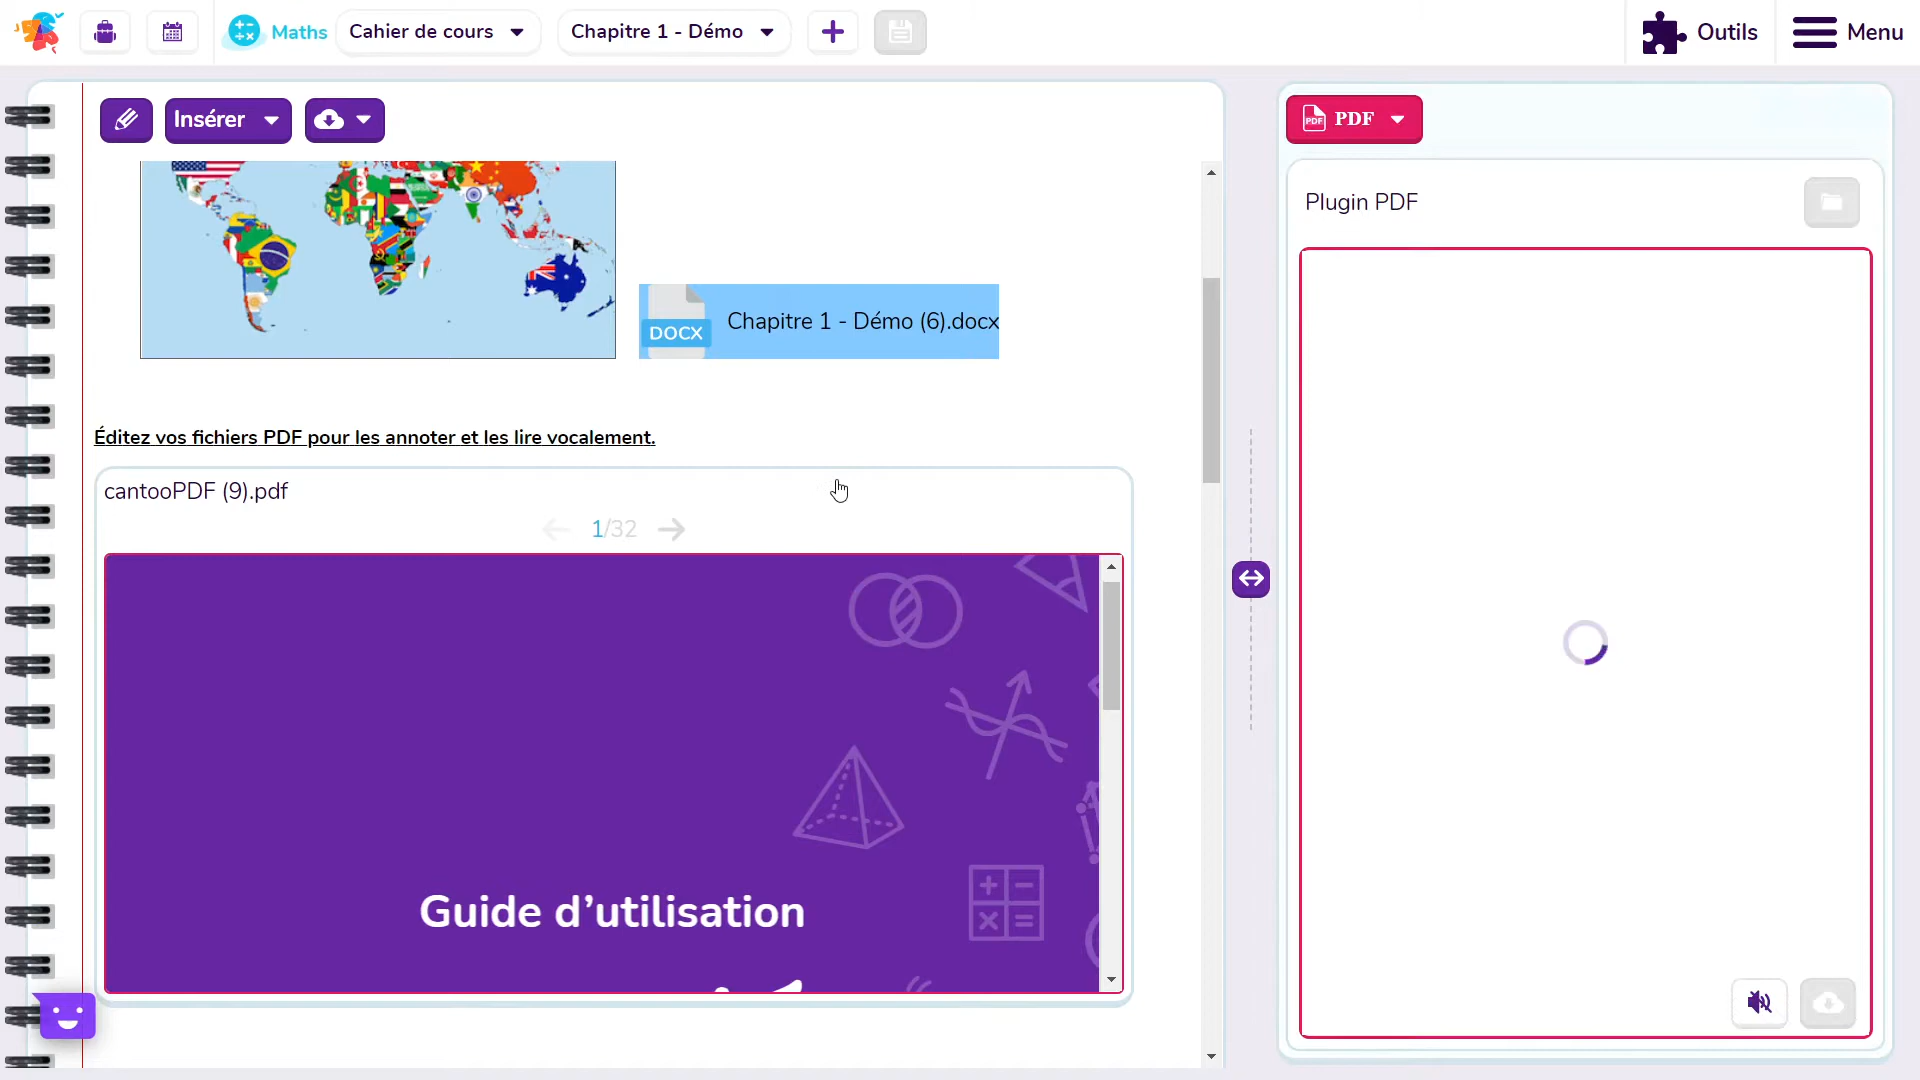 Maths
Cahier de cours
Chapitre 1 - Démo
Outils
Menu
Insérer
PDF
PDF
Plugin PDF
DOCX
Chapitre 1 - Démo (6).docx
Éditez vos fichiers PDF pour les annoter et les lire vocalement.
cantooPDF (9).pdf
1/32
Guide d’utilisation